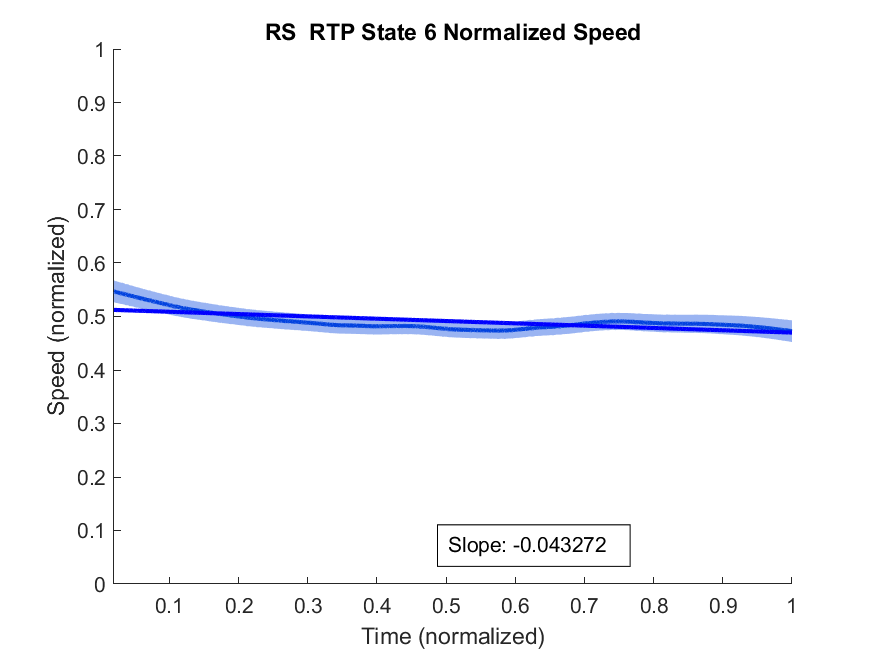 RS  RTP State 6 Normalized Speed
1
0.9
0.8
0.7
0.6
0.5
0.4
0.3
0.2
0.1
0
Speed (normalized)
Slope: -0.043272
0.1 0.2 0.3 0.4 0.5 0.6 0.7 0.8 0.9 1
Time (normalized)